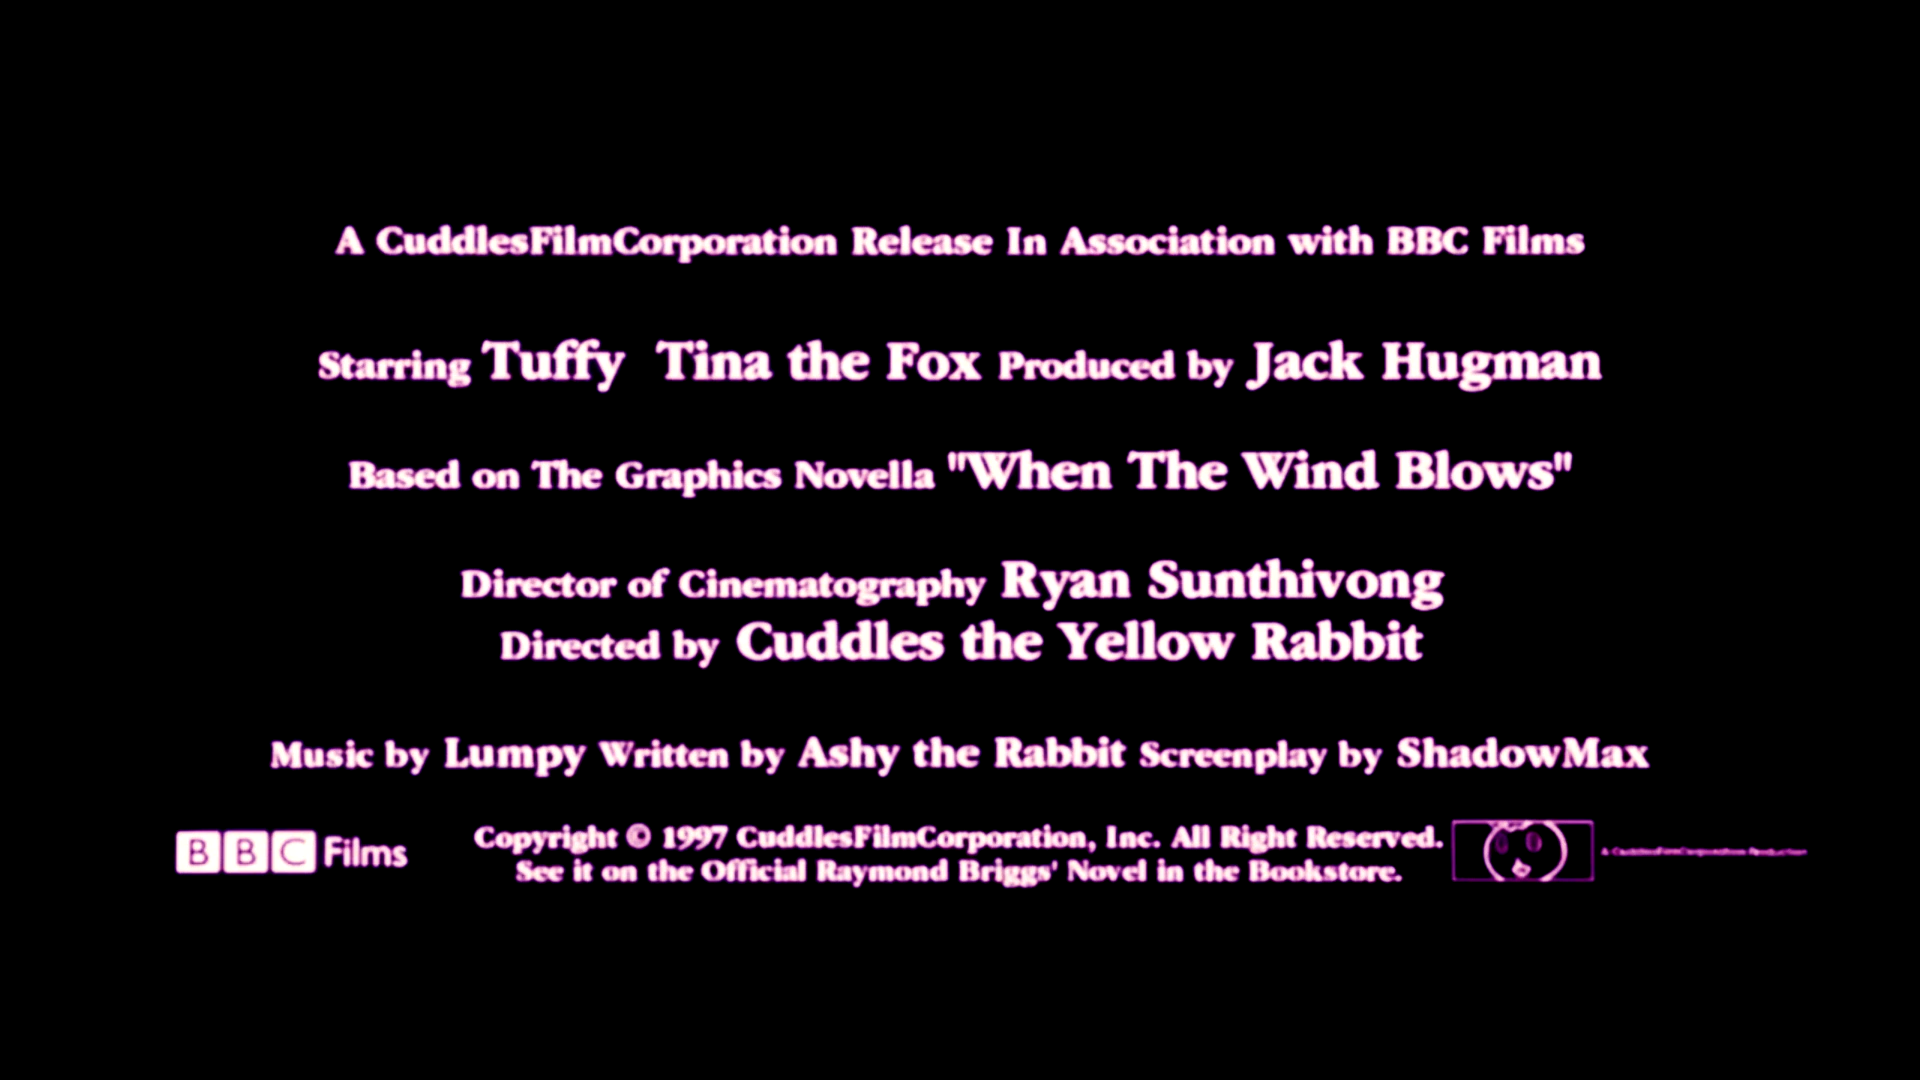 A CuddlesFilmCorporation Release In Association with BBC Films
Starring Tuffy Tina the Fox Produced by Jack Hugman
Based on The Graphics Novella "When The Wind Blows"
Director of Cinematography Ryan Sunthivong
Directed by Cuddles the Yellow Rabbit
Music by Lumpy Written by Ashy the Rabbit Screenplay by ShadowMax
BBC Films
Copyright © 1997 CuddlesFilmCorporation, Inc. All Right Reserved.
See it on the Official Raymond Briggs' Novel in the Bookstore.
A CuddlesFilmCorporation Production